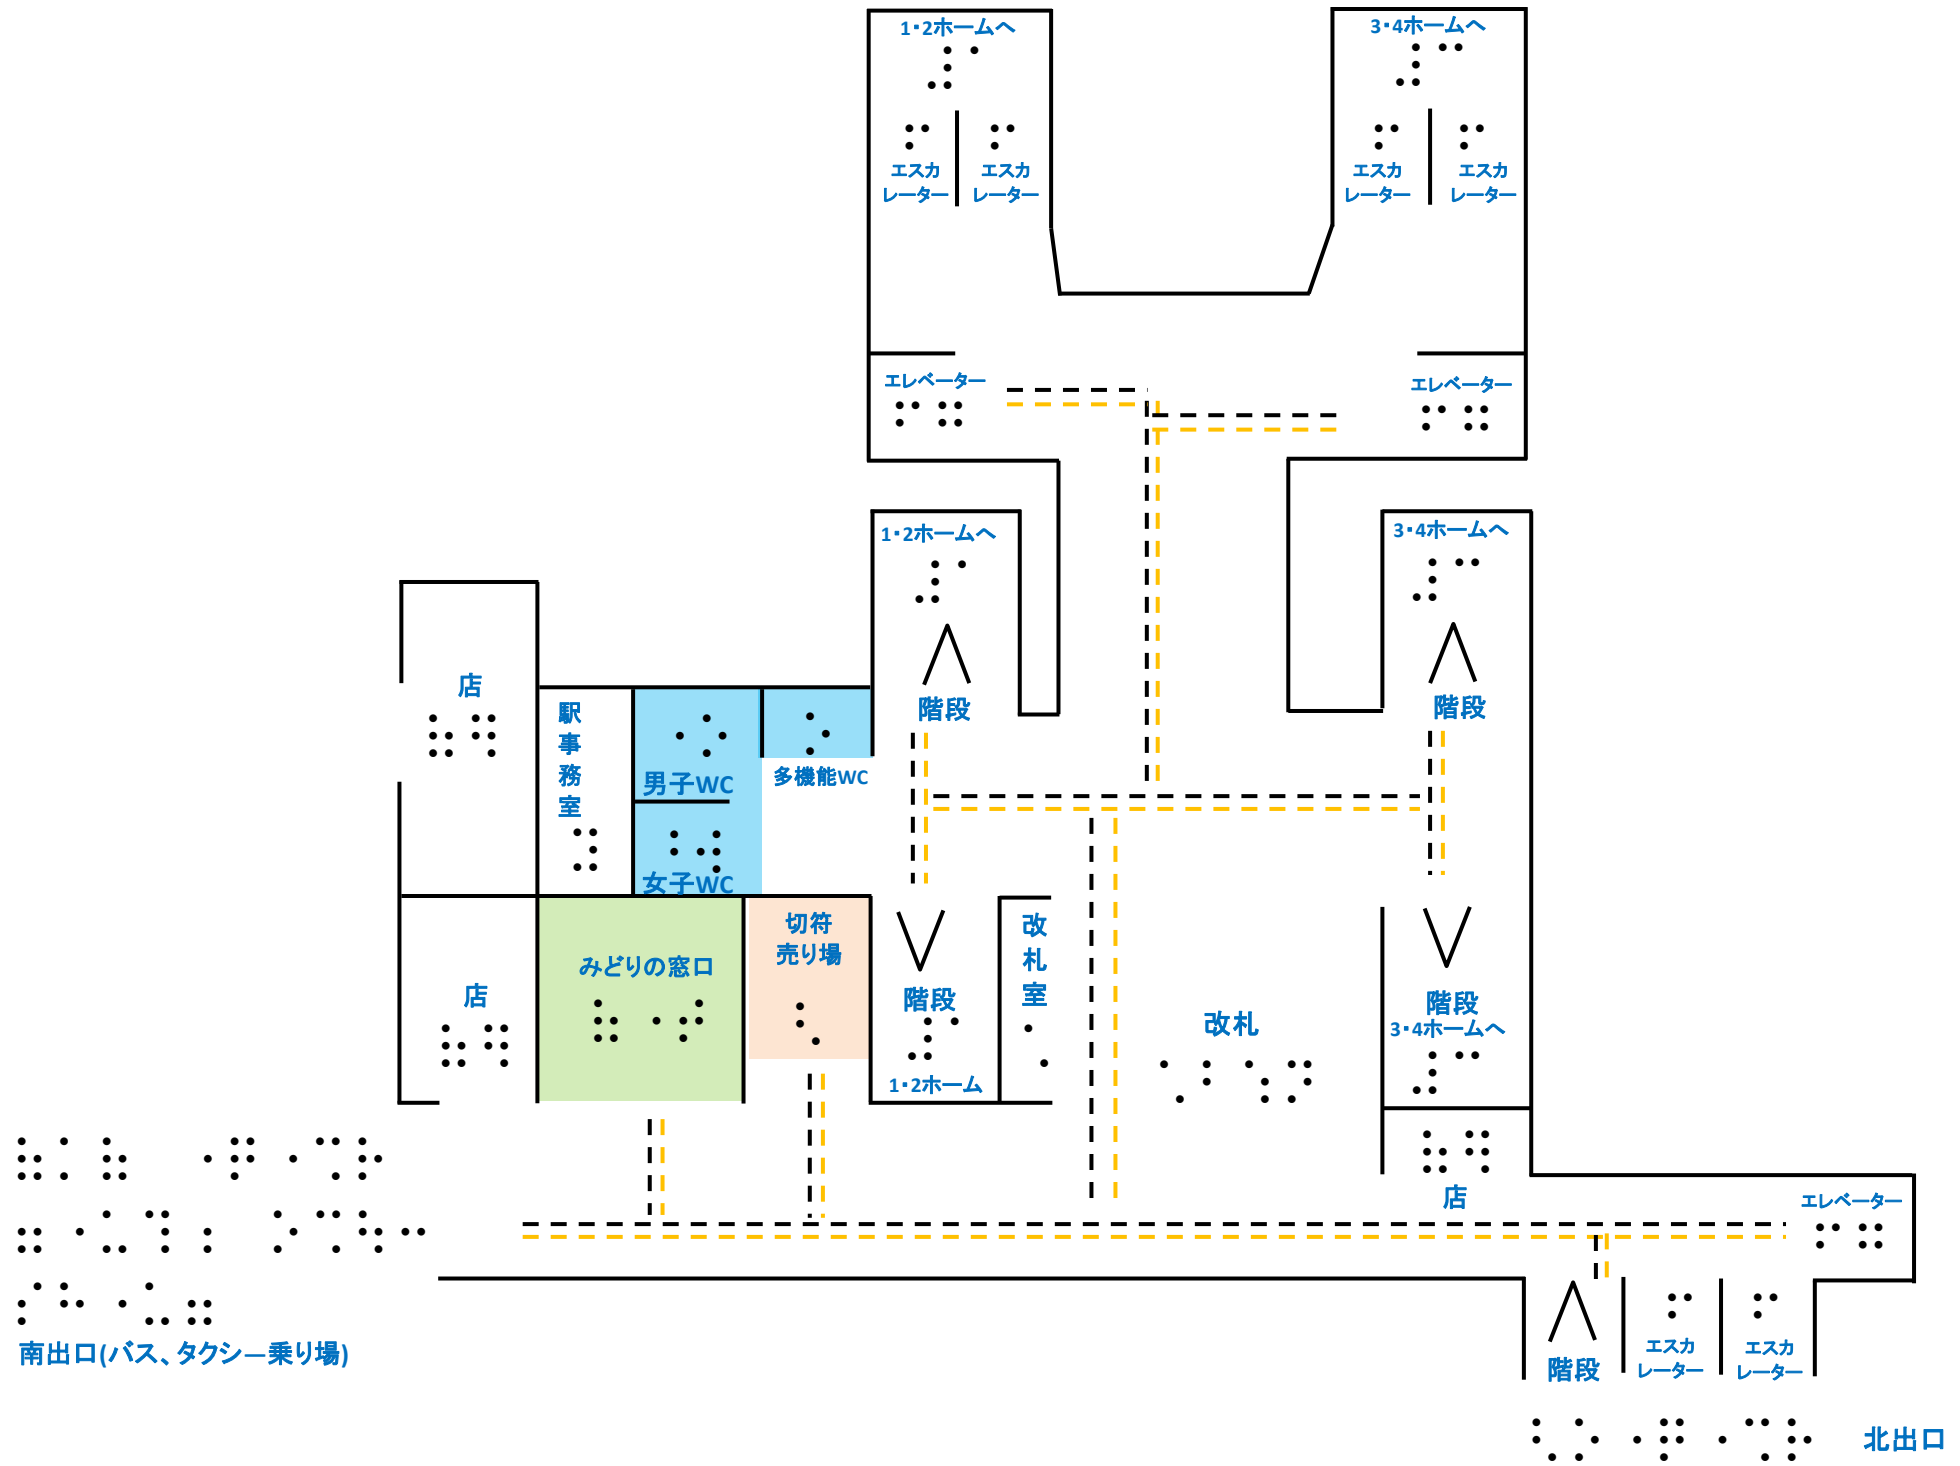 1・2ホームへ
3・4ホームへ
エスカ
レーター
エスカ
レーター
エスカ
レーター
エスカ
レーター
エレベーター
エレベーター
1・2ホームへ
3・4ホームへ
店
駅
事
務
室
男子WC
多機能WC
女子WC
階段
階段
みどりの窓口
切符
売り場
店
階段
1・2ホーム
改
札
室
改札
階段
3・4ホームへ
店
エレベーター
南出口(バス、タクシー乗り場)
階段
エスカ
レーター
エスカ
レーター
北出口